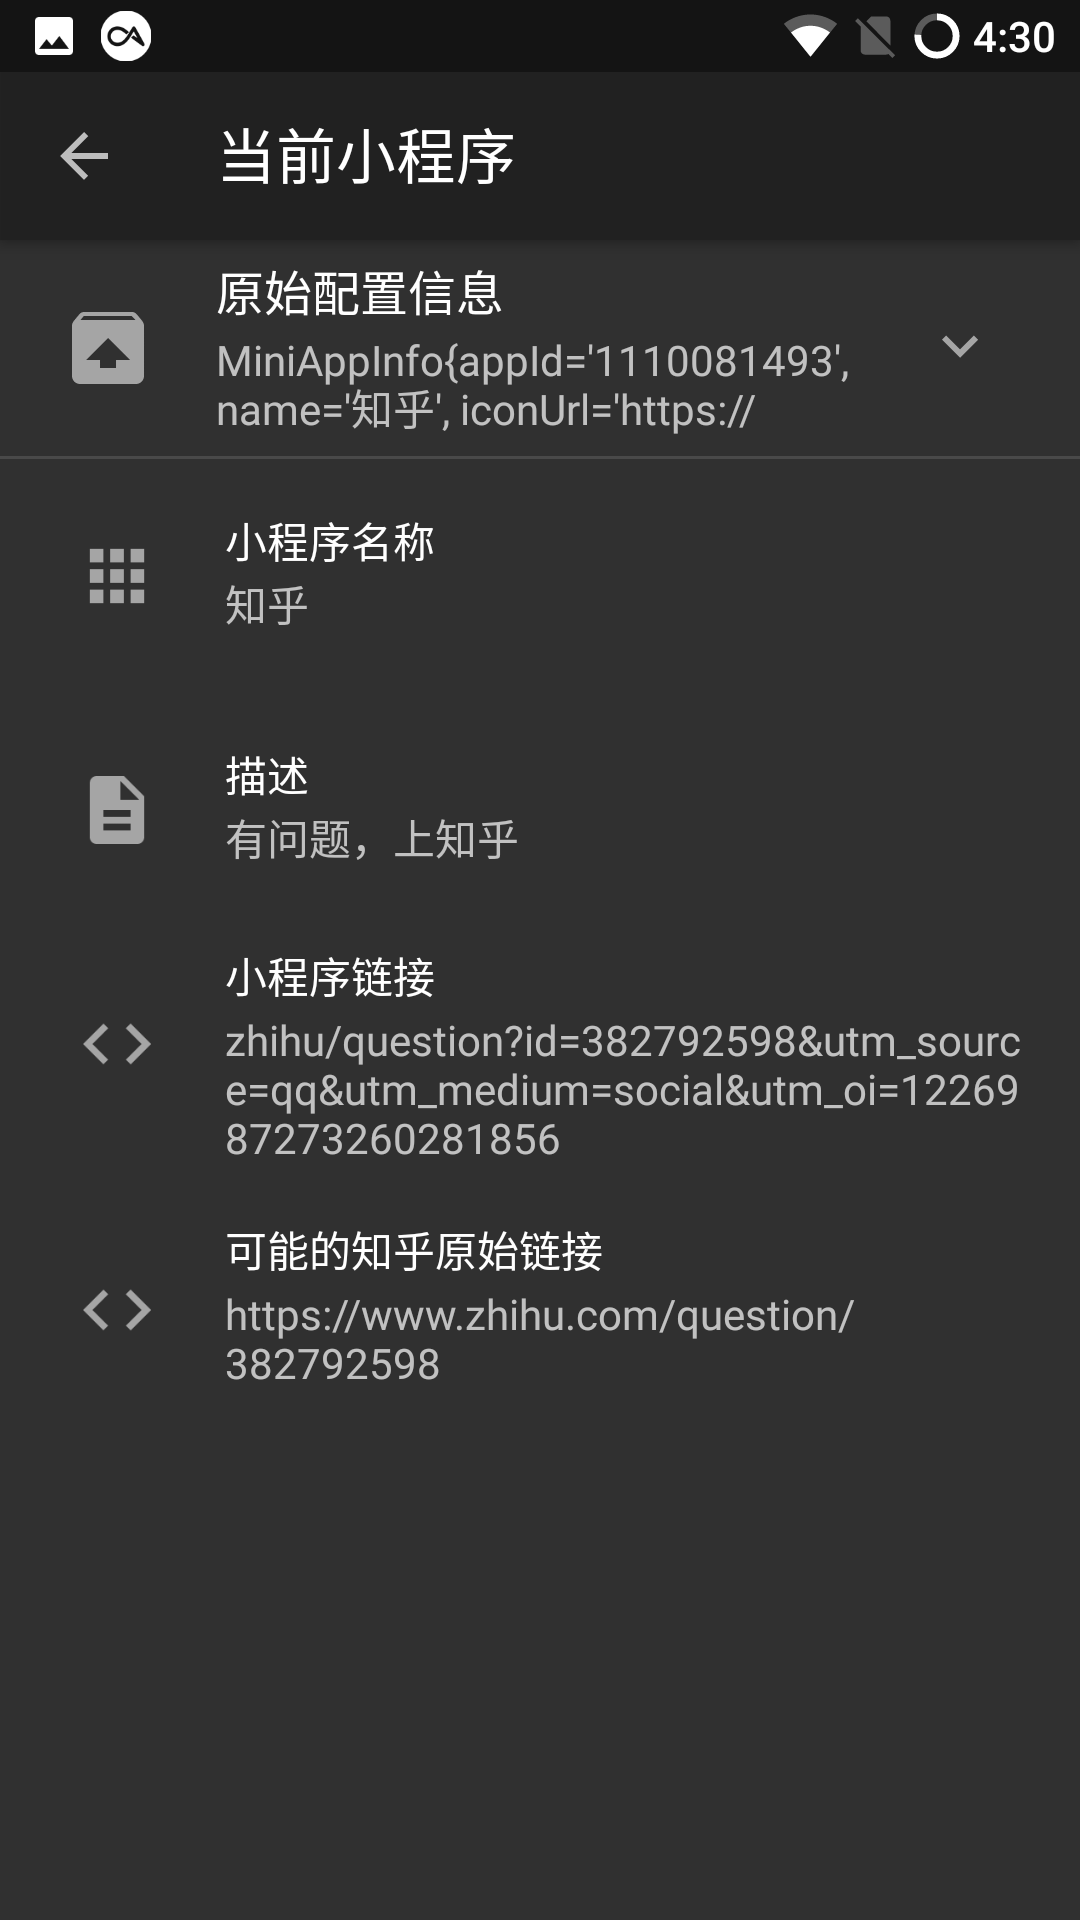 4:30
当前小程序
原始配置信息
MiniAppInfo{appId='1110081493',
name='知乎', iconUrl='https://
小程序名称
知乎
描述
有问题，上知乎
小程序链接
zhihu/question?id=382792598&utm_sourc
e=qq&utm_medium=social&utm_oi=12269
87273260281856
可能的知乎原始链接
https://www.zhihu.com/question/
382792598